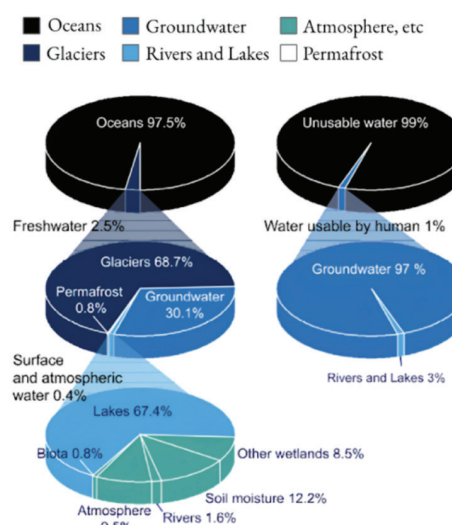 Oceans Groundwater Atmosphere, etc
Glaciers Rivers and Lakes Permafrost
Oceans 97.5%
Unusable water 99%
Freshwater 2.5%
Water usable by human 1%
Glaciers 68.7%
Permafrost
0.8%
Groundwater
30.1%
Groundwater 97 %
Rivers and Lakes 3%
Surface
and atmospheric
water 0.4%
Lakes 67.4%
Biota 0.8%
Other wetlands 8.5%
Soil moisture 12.2%
Rivers 1.6%
Atmosphere